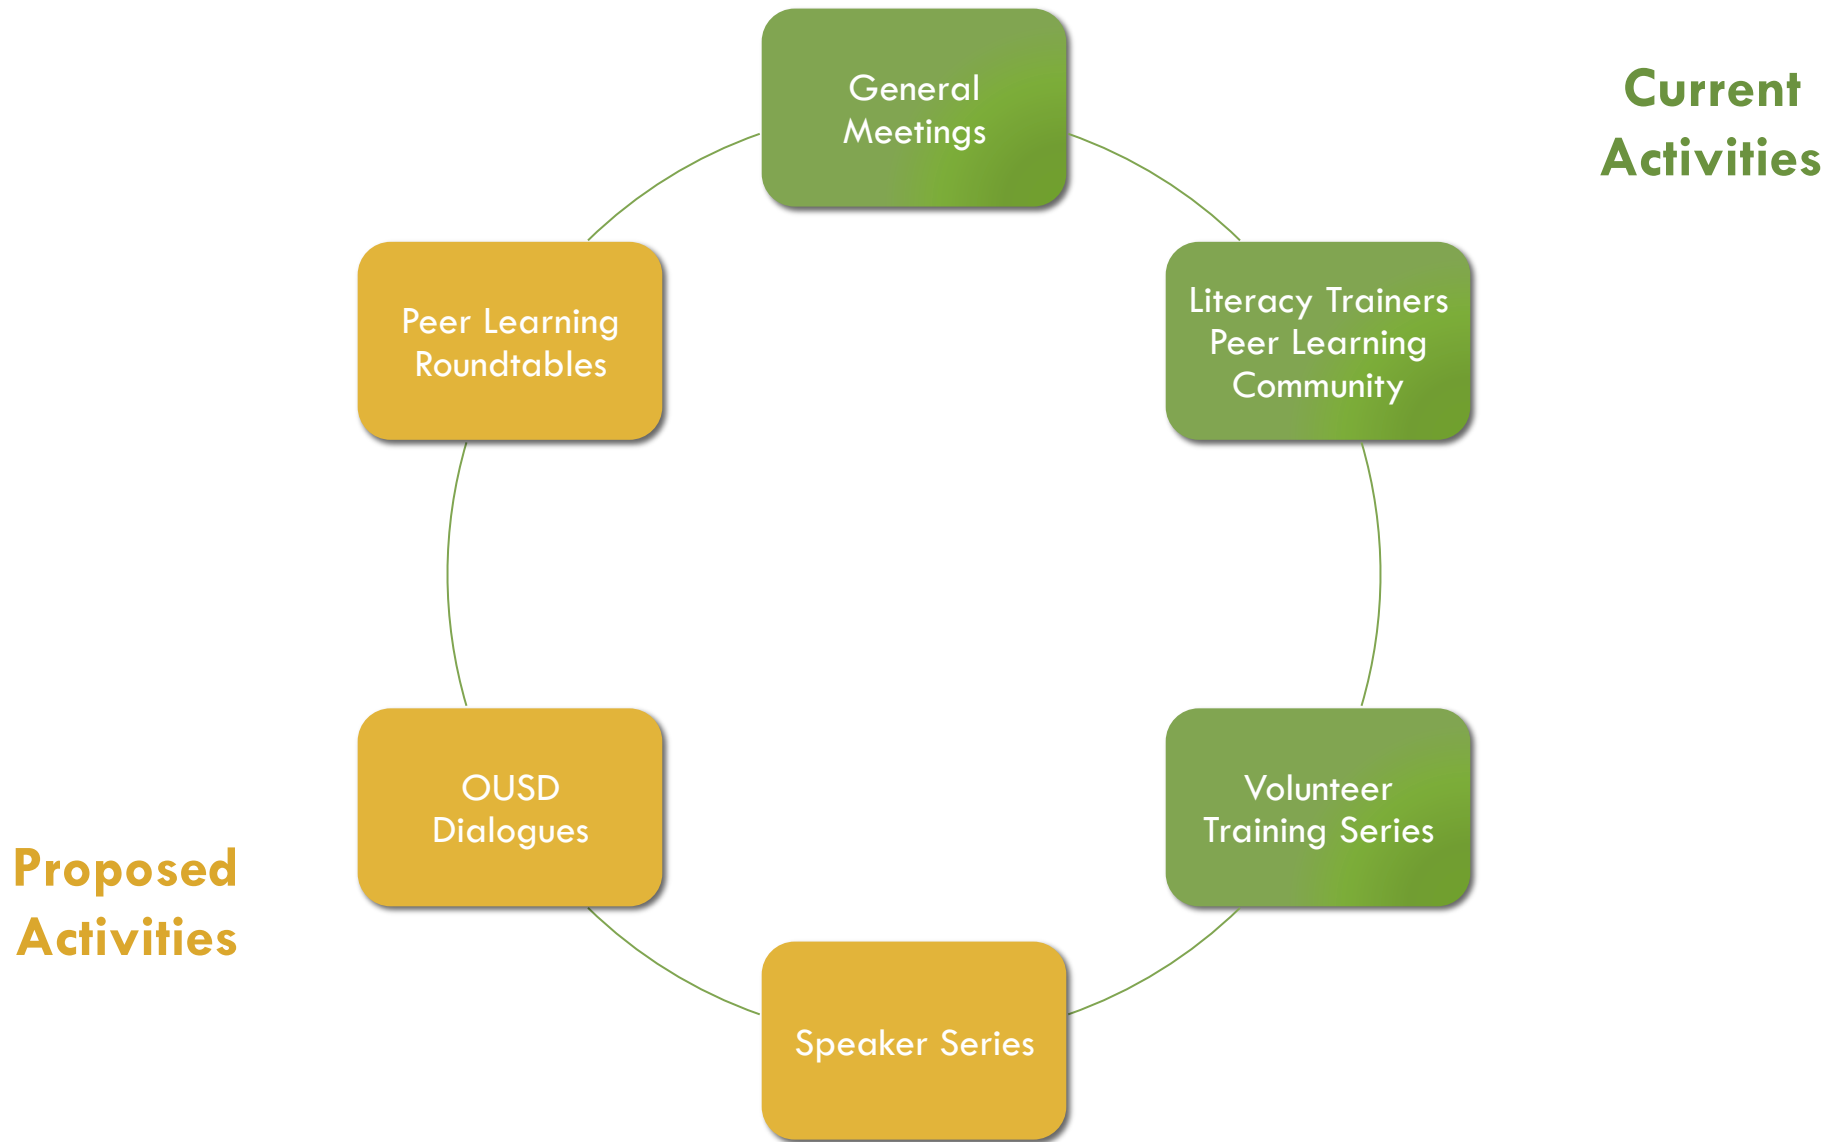 General
Meetings
Current
Activities
Literacy Trainers
Peer Learning
Community
Volunteer
Training Series
Speaker Series
OUSD
Dialogues
Peer Learning
Roundtables
Proposed
Activities